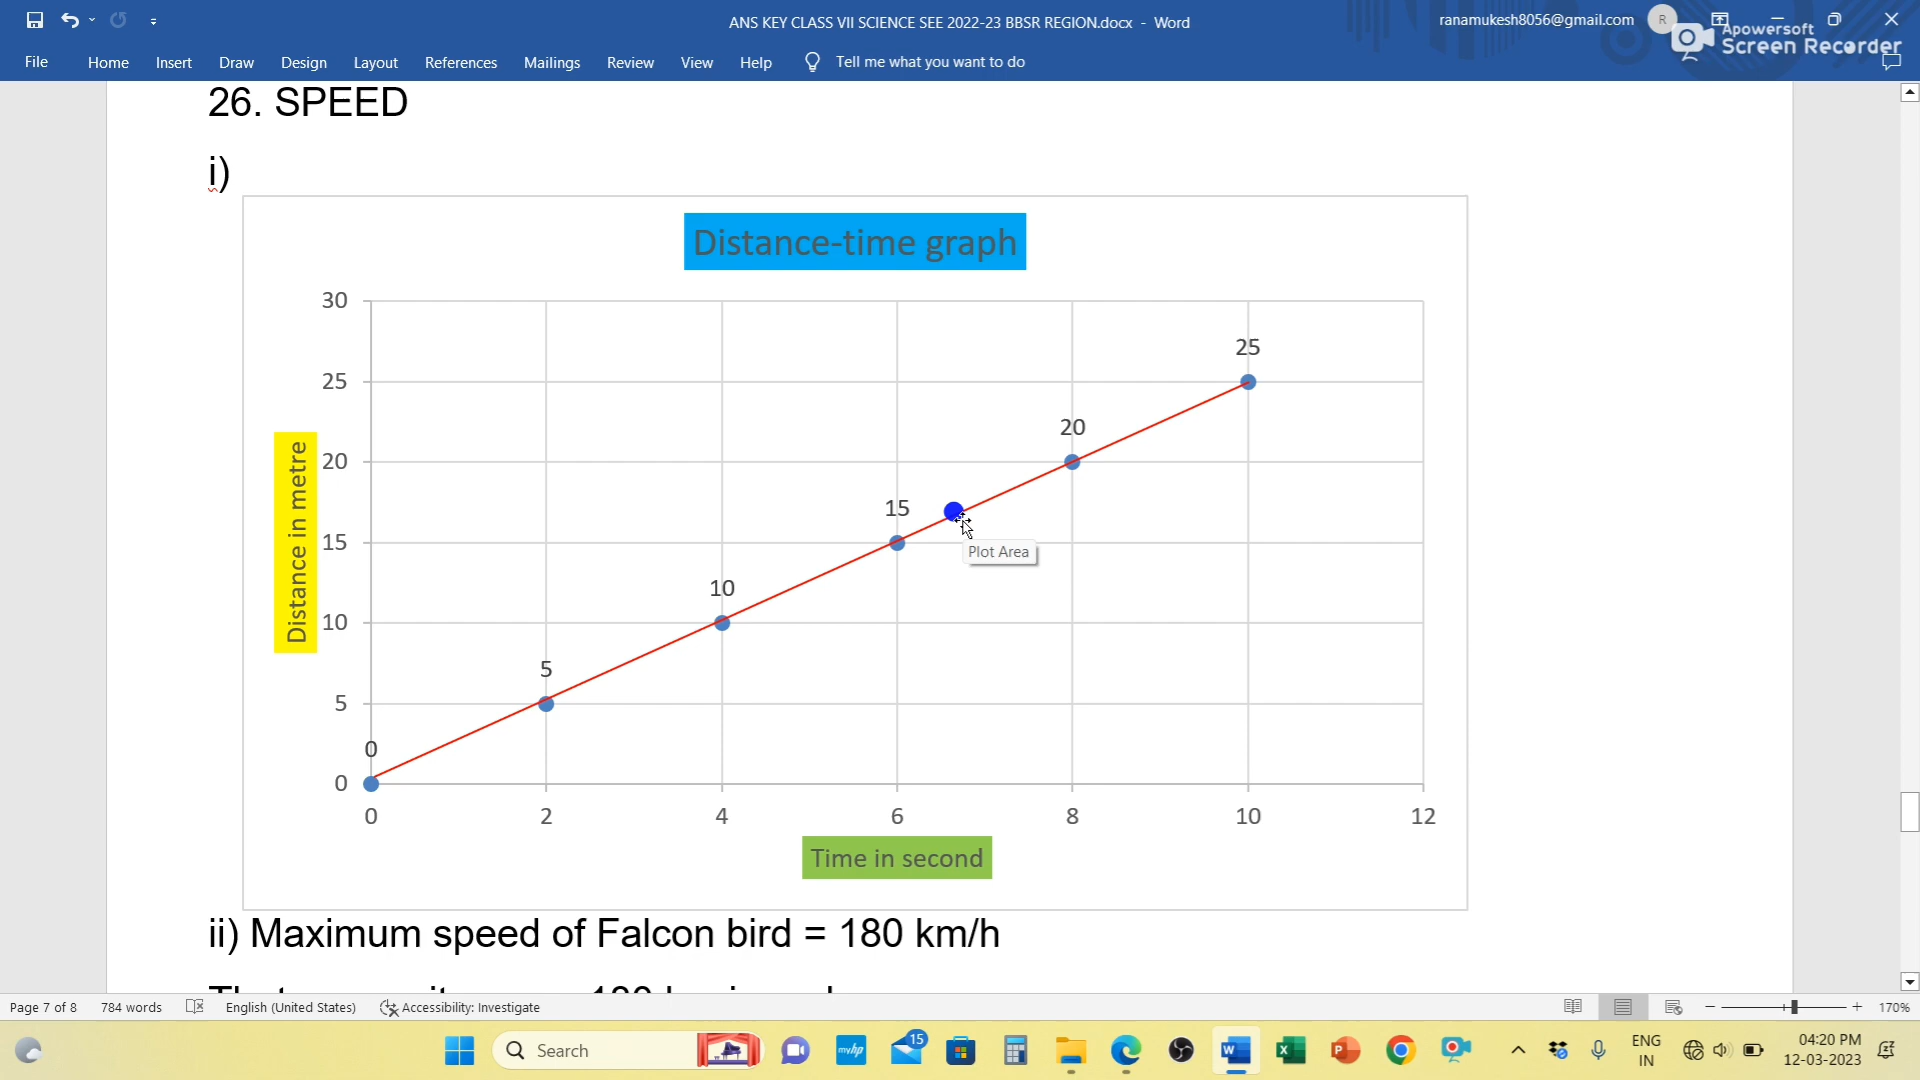 ANS KEY CLASS VII SCIENCE SEE 2022-23 BBSR REGION.docx - Word
ranamukesh8056@gmail.com
R
Apowersoft
Screen Recorder
File Home Insert Draw Design Layout References Mailings Review View Help Tell me what you want to do
26. SPEED
i)
Distance-time graph
30
25
25
20
20
15
15
10
10
5
5
0
0
Distance in metre
Plot Area
0 2 4 6 8 10 12
Time in second
ii) Maximum speed of Falcon bird = 180 km/h
Page 7 of 8 784 words English (United States) Accessibility: Investigate 170%
Search
myhp
15
ENG
IN
04:20 PM
12-03-2023